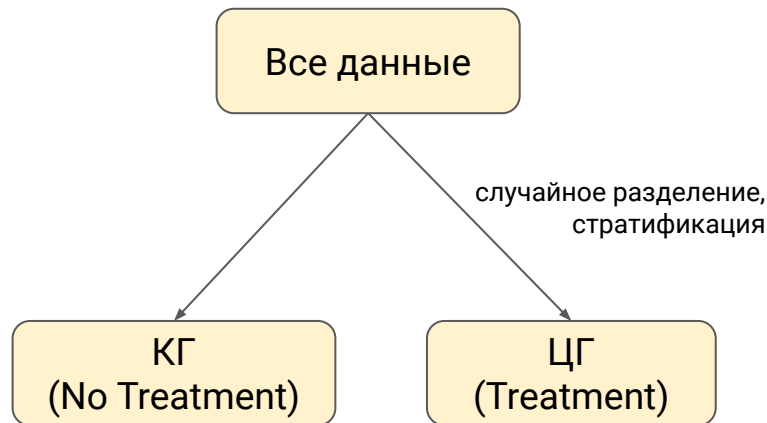 Все данные
случайное разделение,
стратификация
КГ
(No Treatment)
ЦГ
(Treatment)